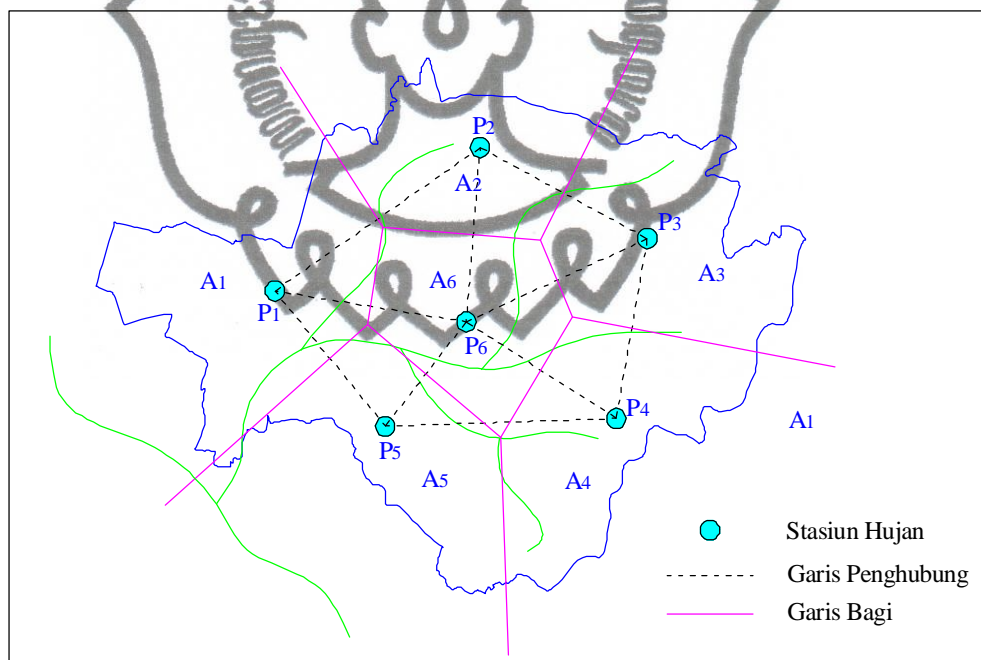 P2
A2
P3
A1
A6
A3
P1
P6
P4
A1
P5
A5
A4
Stasiun Hujan
Garis Penghubung
Garis Bagi